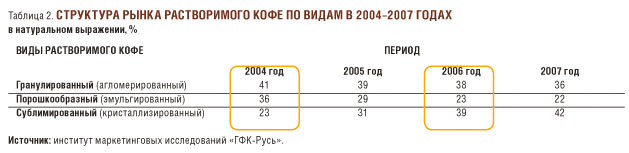 Таблица 2. СТРУКТУРА РЫНКА РАСТВОРИМОГО КОФЕ ПО ВИДАМ В 2004–2007 ГОДАХ
в натуральном выражении, %
ВИДЫ РАСТВОРИМОГО КОФЕ ПЕРИОД
2004 год 2005 год 2006 год 2007 год
Гранулированный (агломерированный) 41 39 38 36
Порошкообразный (эмульгированный) 36 29 23 22
Сублимированный (кристаллизированный) 23 31 39 42
Источник: институт маркетинговых исследований «ГФК-Русь».